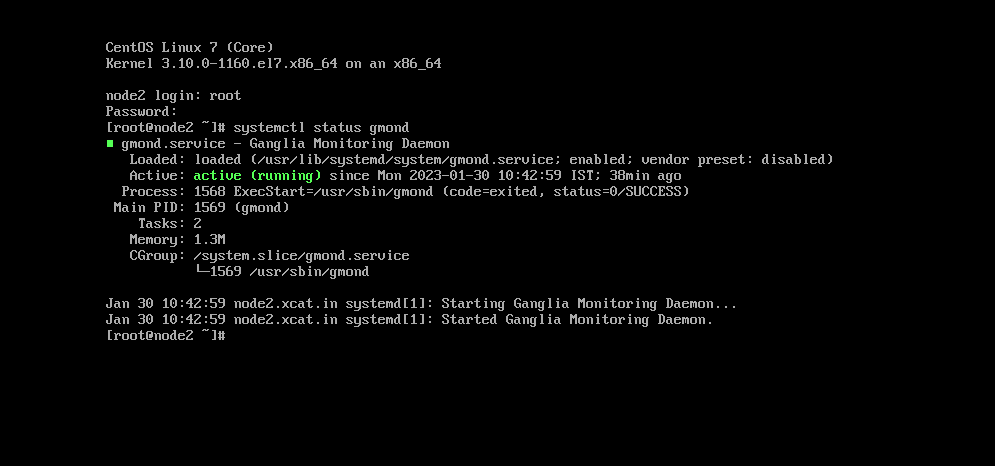 CentOS Linux 7 (Core)
Kernel 3.10.0-1160.el7.x86_64 on an x86_64
node2 login: root
Password:
[root@node2 ~]# systemctl status gmond
■ gmond.service - Ganglia Monitoring Daemon
Loaded: loaded (/usr/lib/systemd/system/gmond.service; enabled; vendor preset: disabled)
Active: active (running) since Mon 2023-01-30 10:42:59 IST; 38min ago
Process: 1568 ExecStart=/usr/sbin/gmond (code=exited, status=0/SUCCESS)
Main PID: 1569 (gmond)
Tasks: 2
Memory: 1.3M
CGroup: /system.slice/gmond.service
└─1569 /usr/sbin/gmond
Jan 30 10:42:59 node2.xcat.in systemd[1]: Starting Ganglia Monitoring Daemon...
Jan 30 10:42:59 node2.xcat.in systemd[1]: Started Ganglia Monitoring Daemon.
[root@node2 ~]#